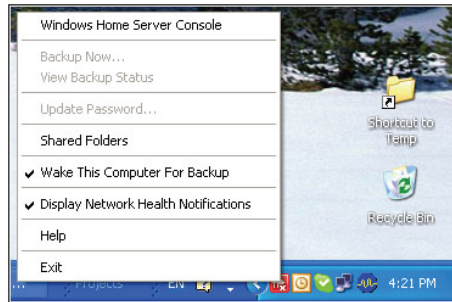 Windows Home Server Console
Backup Now...
View Backup Status
Update Password...
Shared Folders
Wake This Computer For Backup
Display Network Health Notifications
Help
Exit
Shortcut to
Temp
Recycle Bin
... Projects EN 4:21 PM